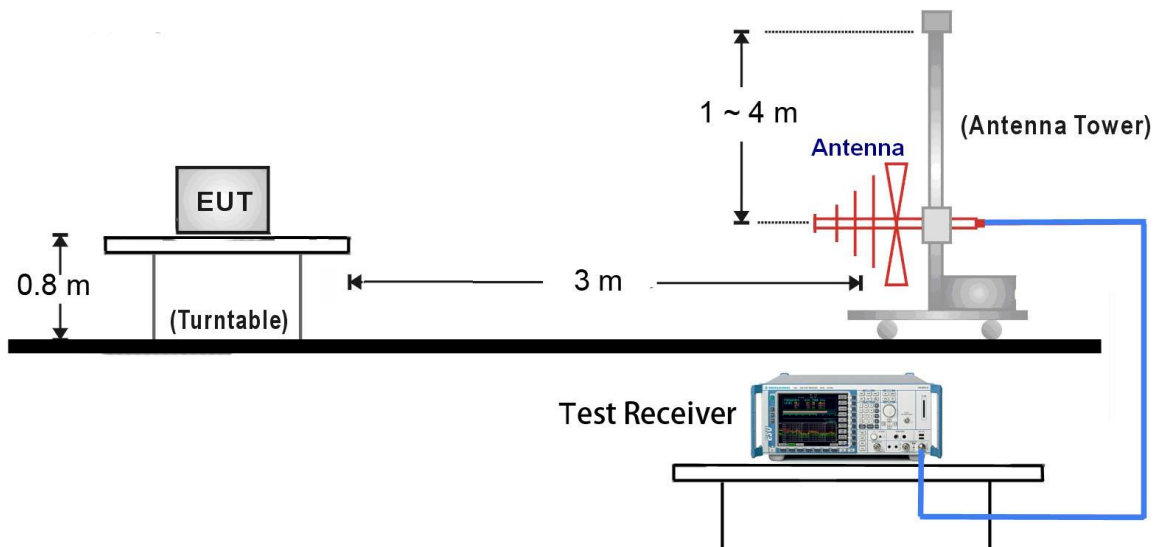 1 ~ 4 m
(Antenna Tower)
Antenna
EUT
0.8 m
3 m
(Turntable)
Test Receiver